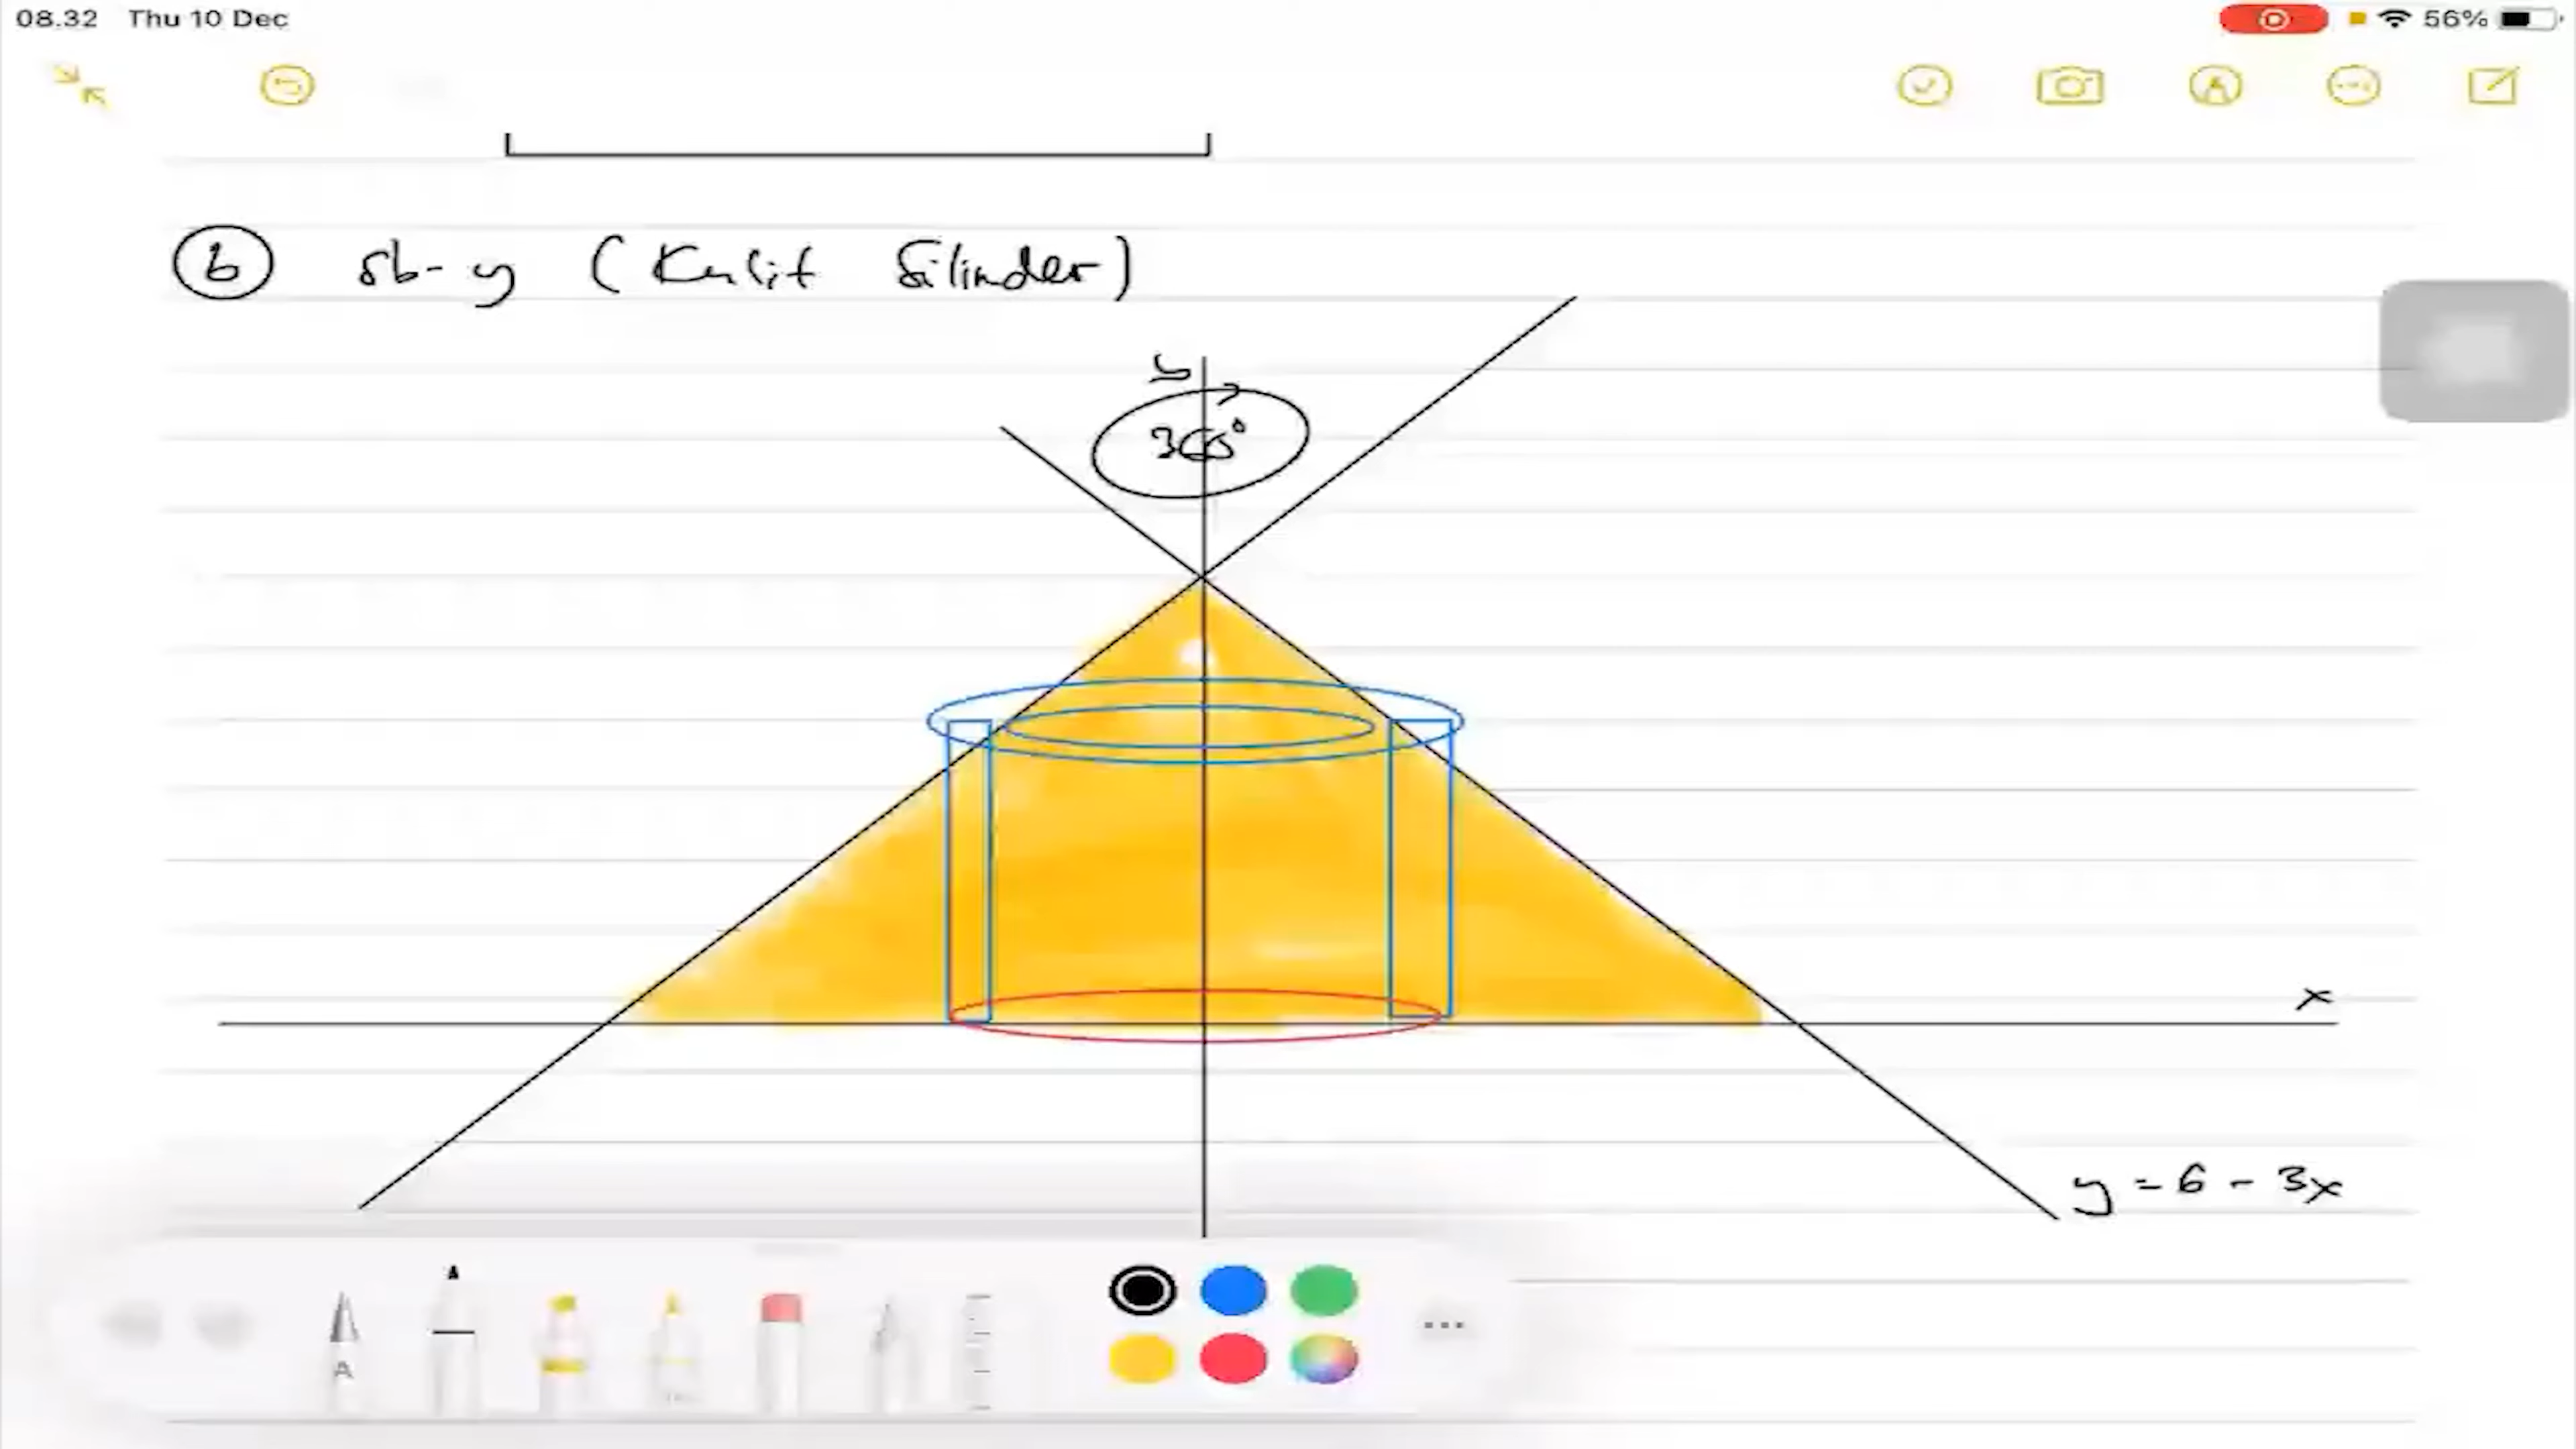 08.32 Thu 10 Dec 56%
b sb-y (Kulit Silinder)
y
360°
x
y = 6 - 3x
A